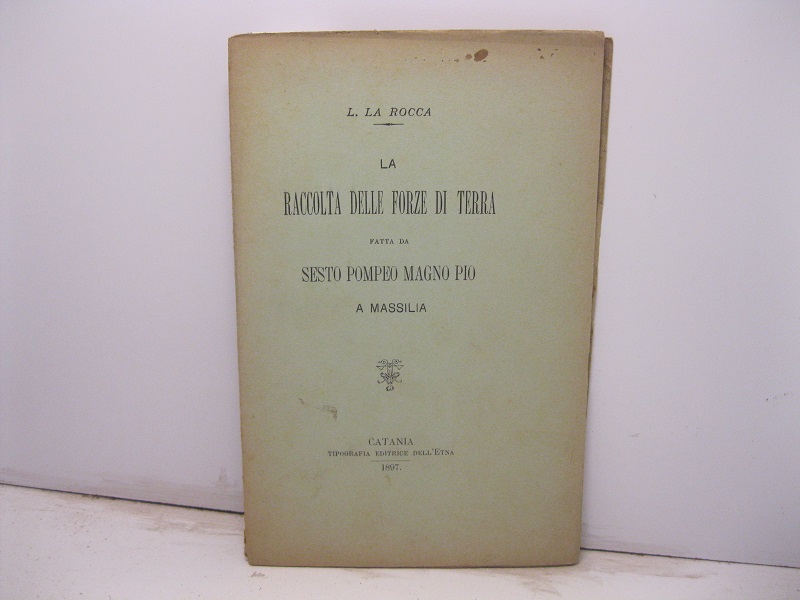 L. LA ROCCA
LA
RACCOLTA DELLE FORZE DI TERRA
FATTA DA
SESTO POMPEO MAGNO PIO
A MASSILIA
CATANIA
TIPOGRAFIA EDITRICE DELL'ETNA
1897.